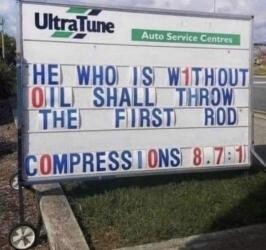 UltraTune
Auto Service Centres
HE WHO IS W1THOUT
OIL SHALL THROW
THE FIRST ROD
COMPRESSIONS 8.7:1